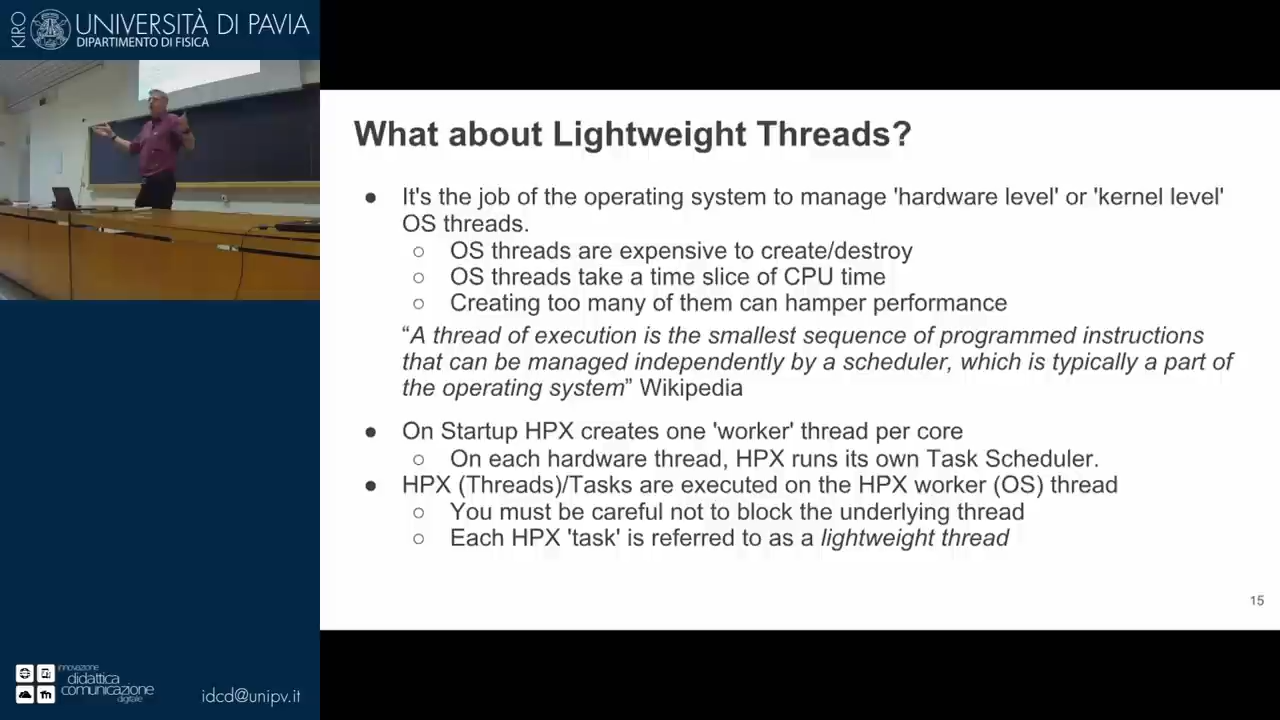 KIRO
UNIVERSITÀ DI PAVIA
DIPARTIMENTO DI FISICA
What about Lightweight Threads?
● It's the job of the operating system to manage 'hardware level' or 'kernel level'
OS threads.
○ OS threads are expensive to create/destroy
○ OS threads take a time slice of CPU time
○ Creating too many of them can hamper performance
“A thread of execution is the smallest sequence of programmed instructions
that can be managed independently by a scheduler, which is typically a part of
the operating system” Wikipedia
● On Startup HPX creates one 'worker' thread per core
○ On each hardware thread, HPX runs its own Task Scheduler.
● HPX (Threads)/Tasks are executed on the HPX worker (OS) thread
○ You must be careful not to block the underlying thread
○ Each HPX 'task' is referred to as a lightweight thread
15
innovazione
didattica
comunicazione
digitale
idcd@unipv.it